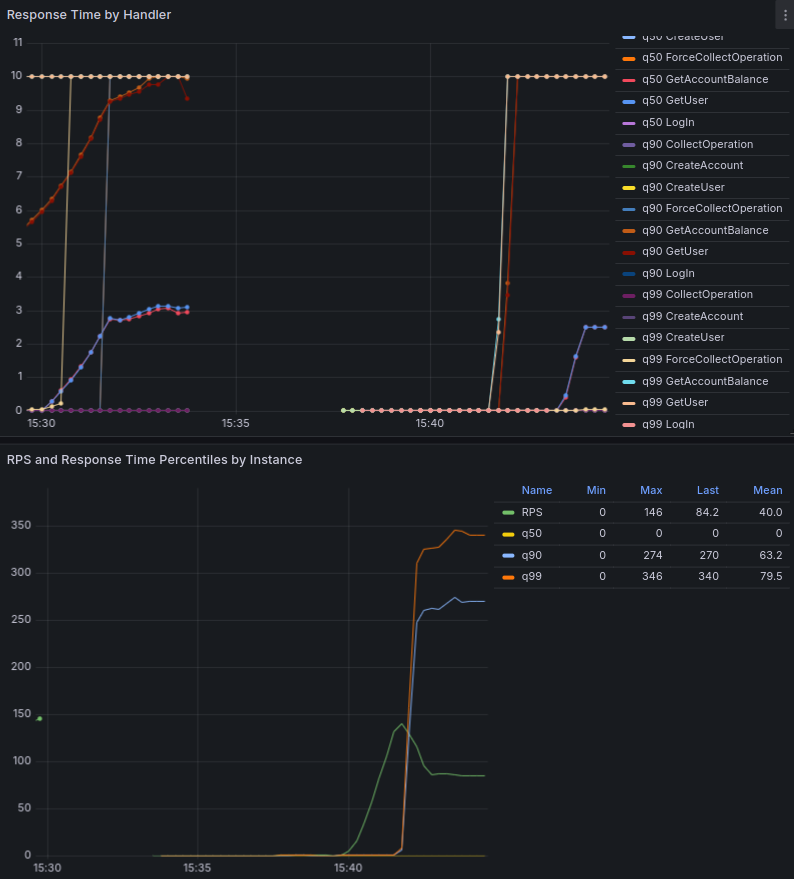 Response Time by Handler
11
10
9
8
7
6
5
4
3
2
1
0
15:30
15:35
15:40
q50 CreateUser
q50 ForceCollectOperation
q50 GetAccountBalance
q50 GetUser
q50 LogIn
q90 CollectOperation
q90 CreateAccount
q90 CreateUser
q90 ForceCollectOperation
q90 GetAccountBalance
q90 GetUser
q90 LogIn
q99 CollectOperation
q99 CreateAccount
q99 CreateUser
q99 ForceCollectOperation
q99 GetAccountBalance
q99 GetUser
q99 LogIn
RPS and Response Time Percentiles by Instance
350
300
250
200
150
100
50
0
15:30
15:35
15:40
Name Min Max Last Mean
RPS 0 146 84.2 40.0
q50 0 0 0 0
q90 0 274 270 63.2
q99 0 346 340 79.5